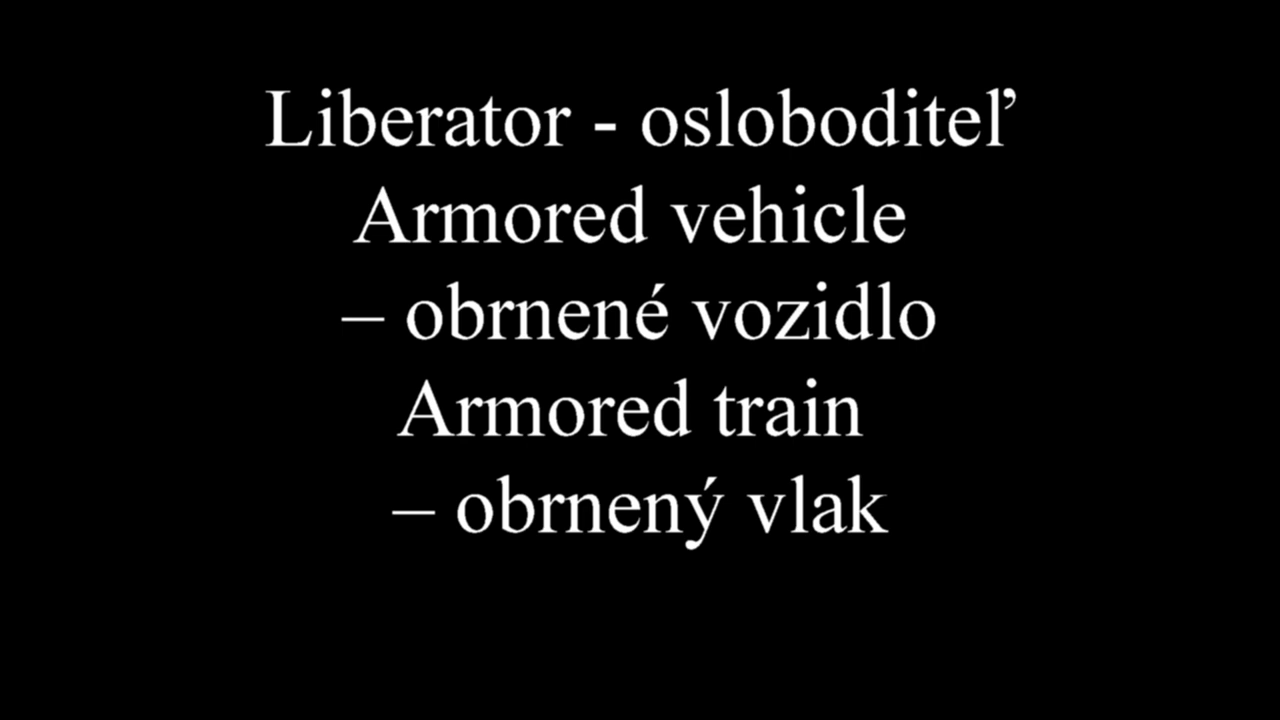 Liberator - osloboditeľ
Armored vehicle
– obrnené vozidlo
Armored train
– obrnený vlak